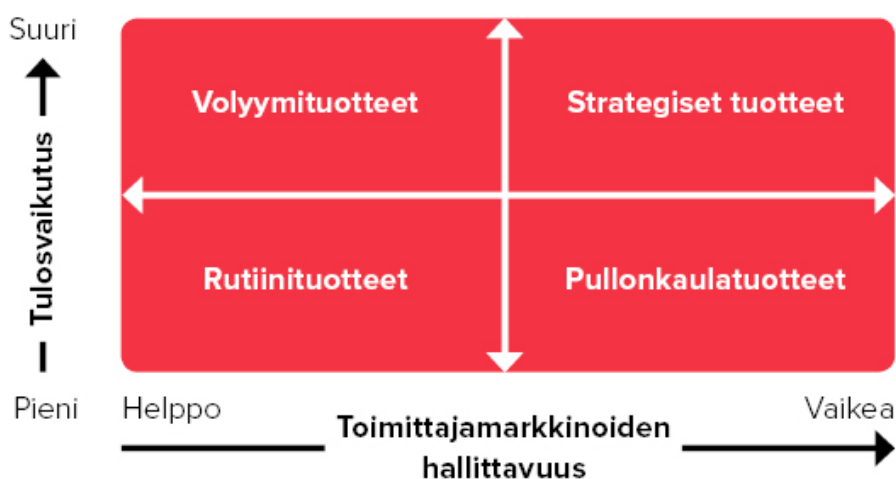 Suuri
Volyymituotteet
Strategiset tuotteet
Tulosvaikutus
Rutiinituotteet
Pullonkaulatuotteet
Pieni
Helppo
Vaikea
Toimittajamarkkinoiden
hallittavuus